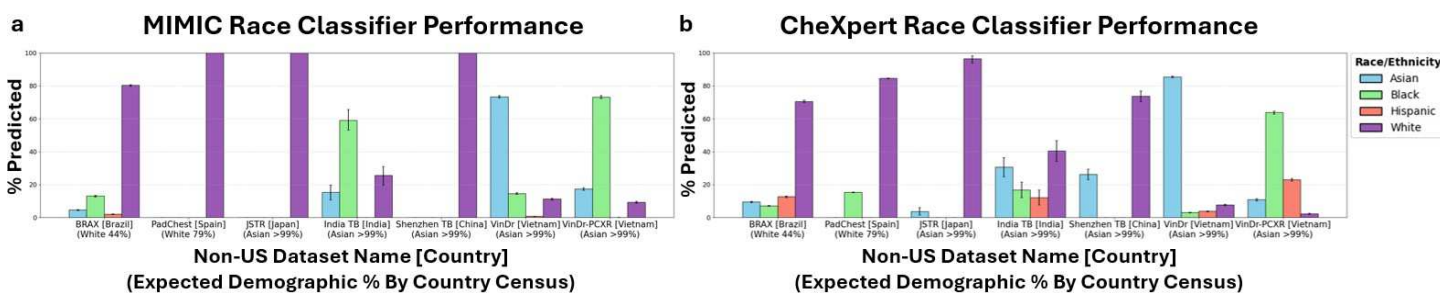 a MIMIC Race Classifier Performance
% Predicted
100
80
60
40
20
0
BRAX [Brazil]
(White 44%)
PadChest [Spain]
(White 79%)
JSTR [Japan]
(Asian >99%)
India TB [India]
(Asian >99%)
Shenzhen TB [China]
(Asian >99%)
VinDr [Vietnam]
(Asian >99%)
VinDr-PCXR [Vietnam]
(Asian >99%)
Non-US Dataset Name [Country]
(Expected Demographic % By Country Census)
b CheXpert Race Classifier Performance
% Predicted
100
80
60
40
20
0
BRAX [Brazil]
(White 44%)
PadChest [Spain]
(White 79%)
JSTR [Japan]
(Asian >99%)
India TB [India]
(Asian >99%)
Shenzhen TB [China]
(Asian >99%)
VinDr [Vietnam]
(Asian >99%)
VinDr-PCXR [Vietnam]
(Asian >99%)
Non-US Dataset Name [Country]
(Expected Demographic % By Country Census)
Race/Ethnicity
Asian
Black
Hispanic
White